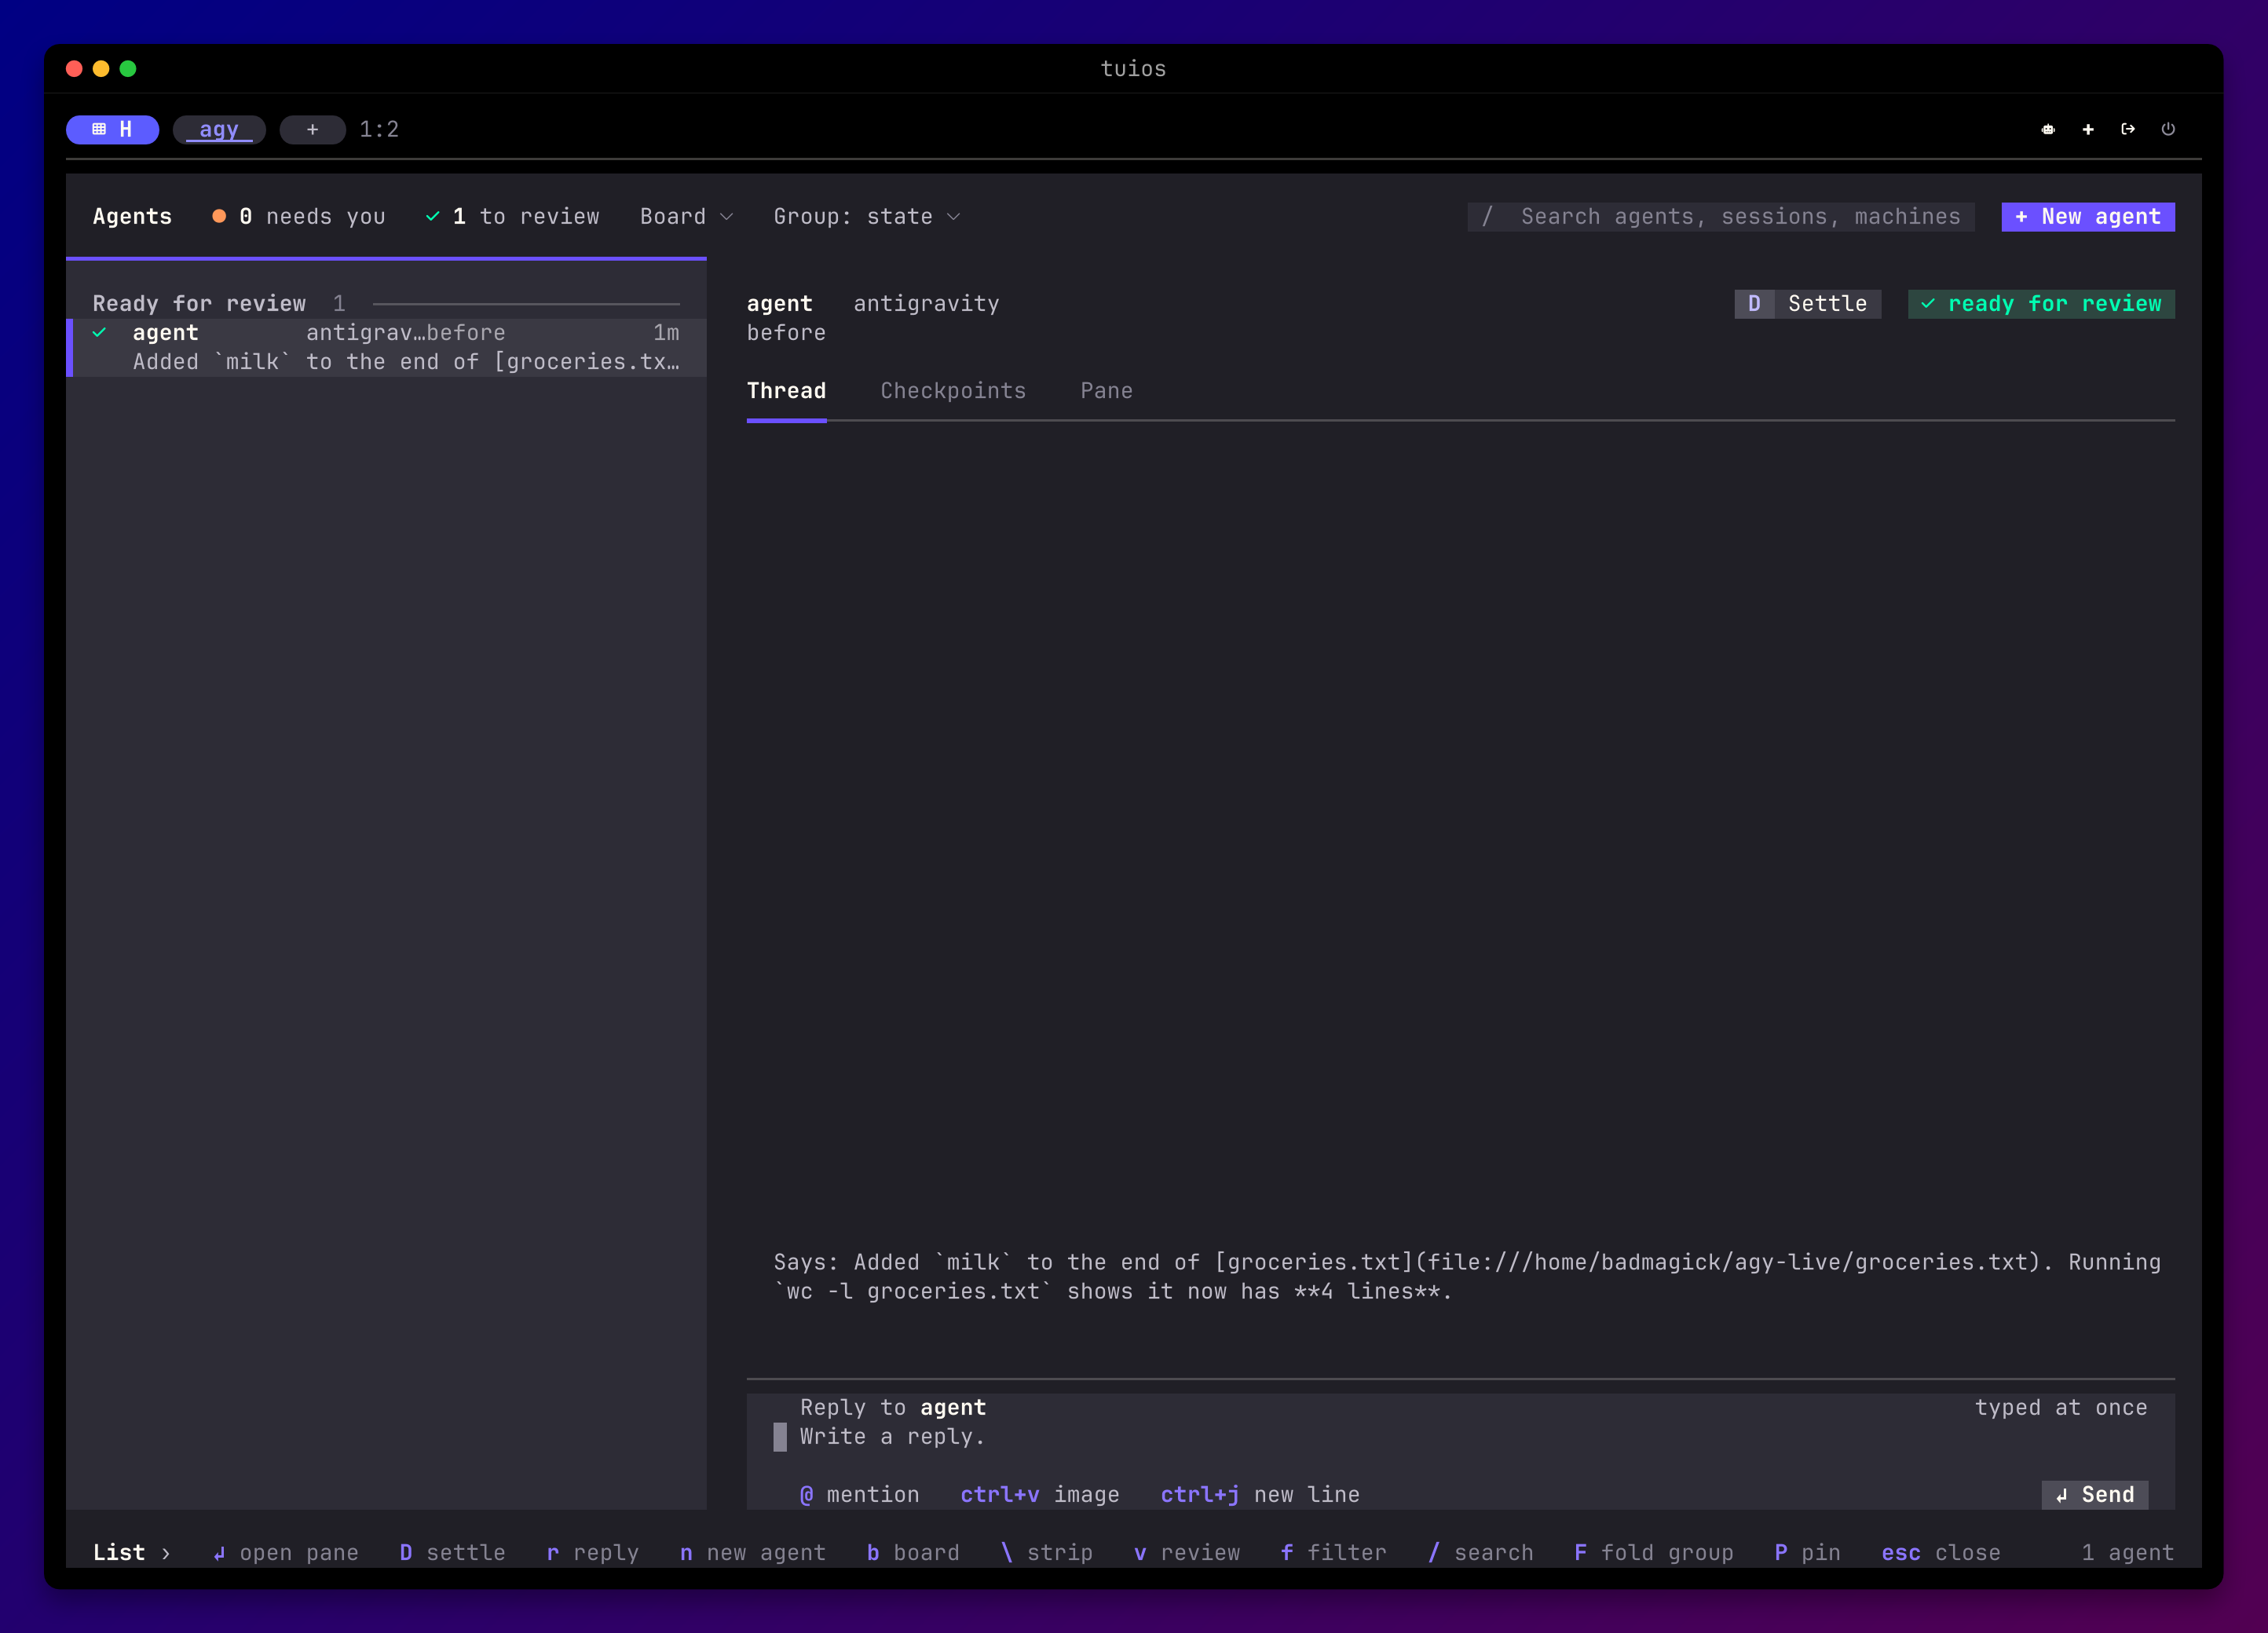 tuios
H agy + 1:2
Agents 0 needs you ✓ 1 to review Board Group: state / Search agents, sessions, machines + New agent
Ready for review 1
✓ agent antigrav…before 1m
Added `milk` to the end of [groceries.tx…
agent antigravity D Settle ✓ ready for review
before
Thread Checkpoints Pane
Says: Added `milk` to the end of [groceries.txt](file:///home/badmagick/agy-live/groceries.txt). Running
`wc -l groceries.txt` shows it now has **4 lines**.
Reply to agent typed at once
Write a reply.
@ mention ctrl+v image ctrl+j new line ↲ Send
List › ↲ open pane D settle r reply n new agent b board \ strip v review f filter / search F fold group P pin esc close 1 agent